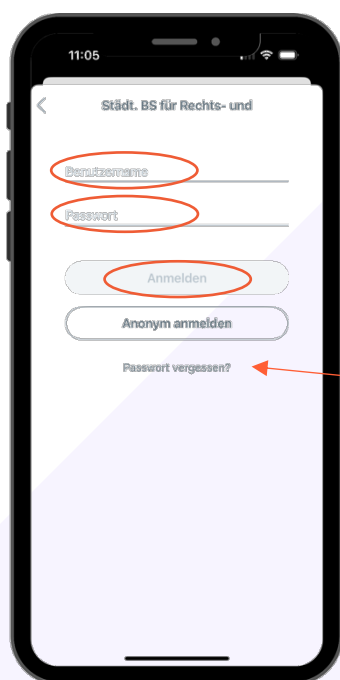 11:05
Städt. BS für Rechts- und
Benutzername
Passwort
Anmelden
Anonym anmelden
Passwort vergessen?